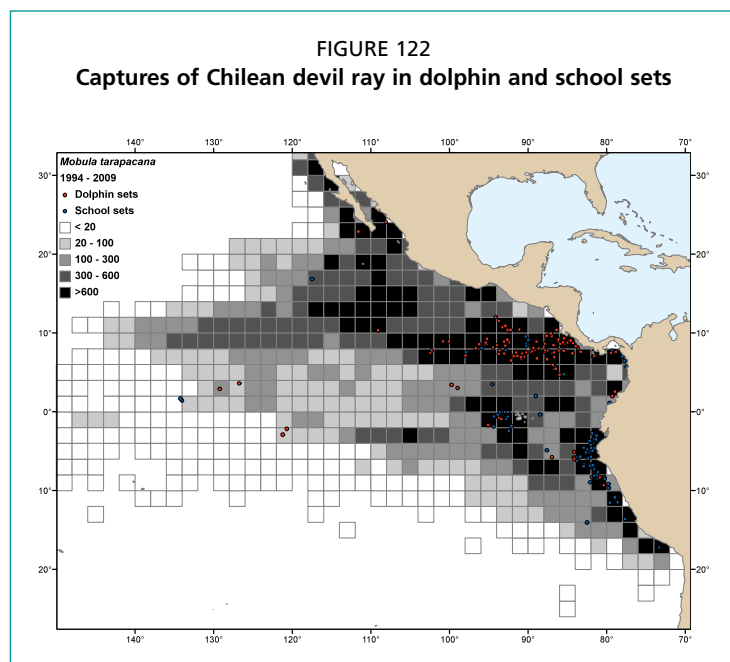 FIGURE 122
Captures of Chilean devil ray in dolphin and school sets
140° 130° 120° 110° 100° 90° 80° 70°
Mobula tarapacana
1994 - 2009
Dolphin sets
School sets
< 20
20 - 100
100 - 300
300 - 600
>600
30° 30°
20° 20°
10° 10°
0° 0°
10° 10°
20° 20°
140° 130° 120° 110° 100° 90° 80° 70°